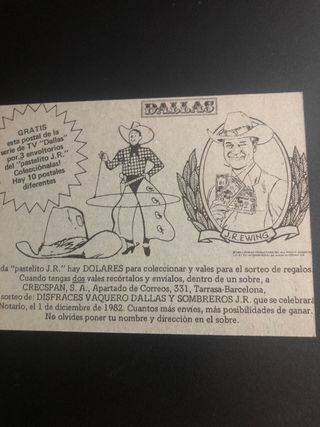 DALLAS
GRATIS
esta postal de la
serie de TV "Dallas"
por 3 envoltorios
del "pastelito J.R."
Colecciónalas!
Hay 10 postales
diferentes
J.R. EWING
da "pastelito J.R." hay DOLARES para coleccionar y vales para el sorteo de regalos
Cuando tengas dos vales recórtalos y envíalos, dentro de un sobre, a
CRECSPAN, S.A., Apartado de Correos, 331, Tarrasa-Barcelona,
sorteo de: DISFRACES VAQUERO DALLAS Y SOMBREROS J.R. que se celebrará
Notario, el 1 de diciembre de 1982. Cuantos más envíes, más posibilidades de ganar.
No olvides poner tu nombre y dirección en el sobre.